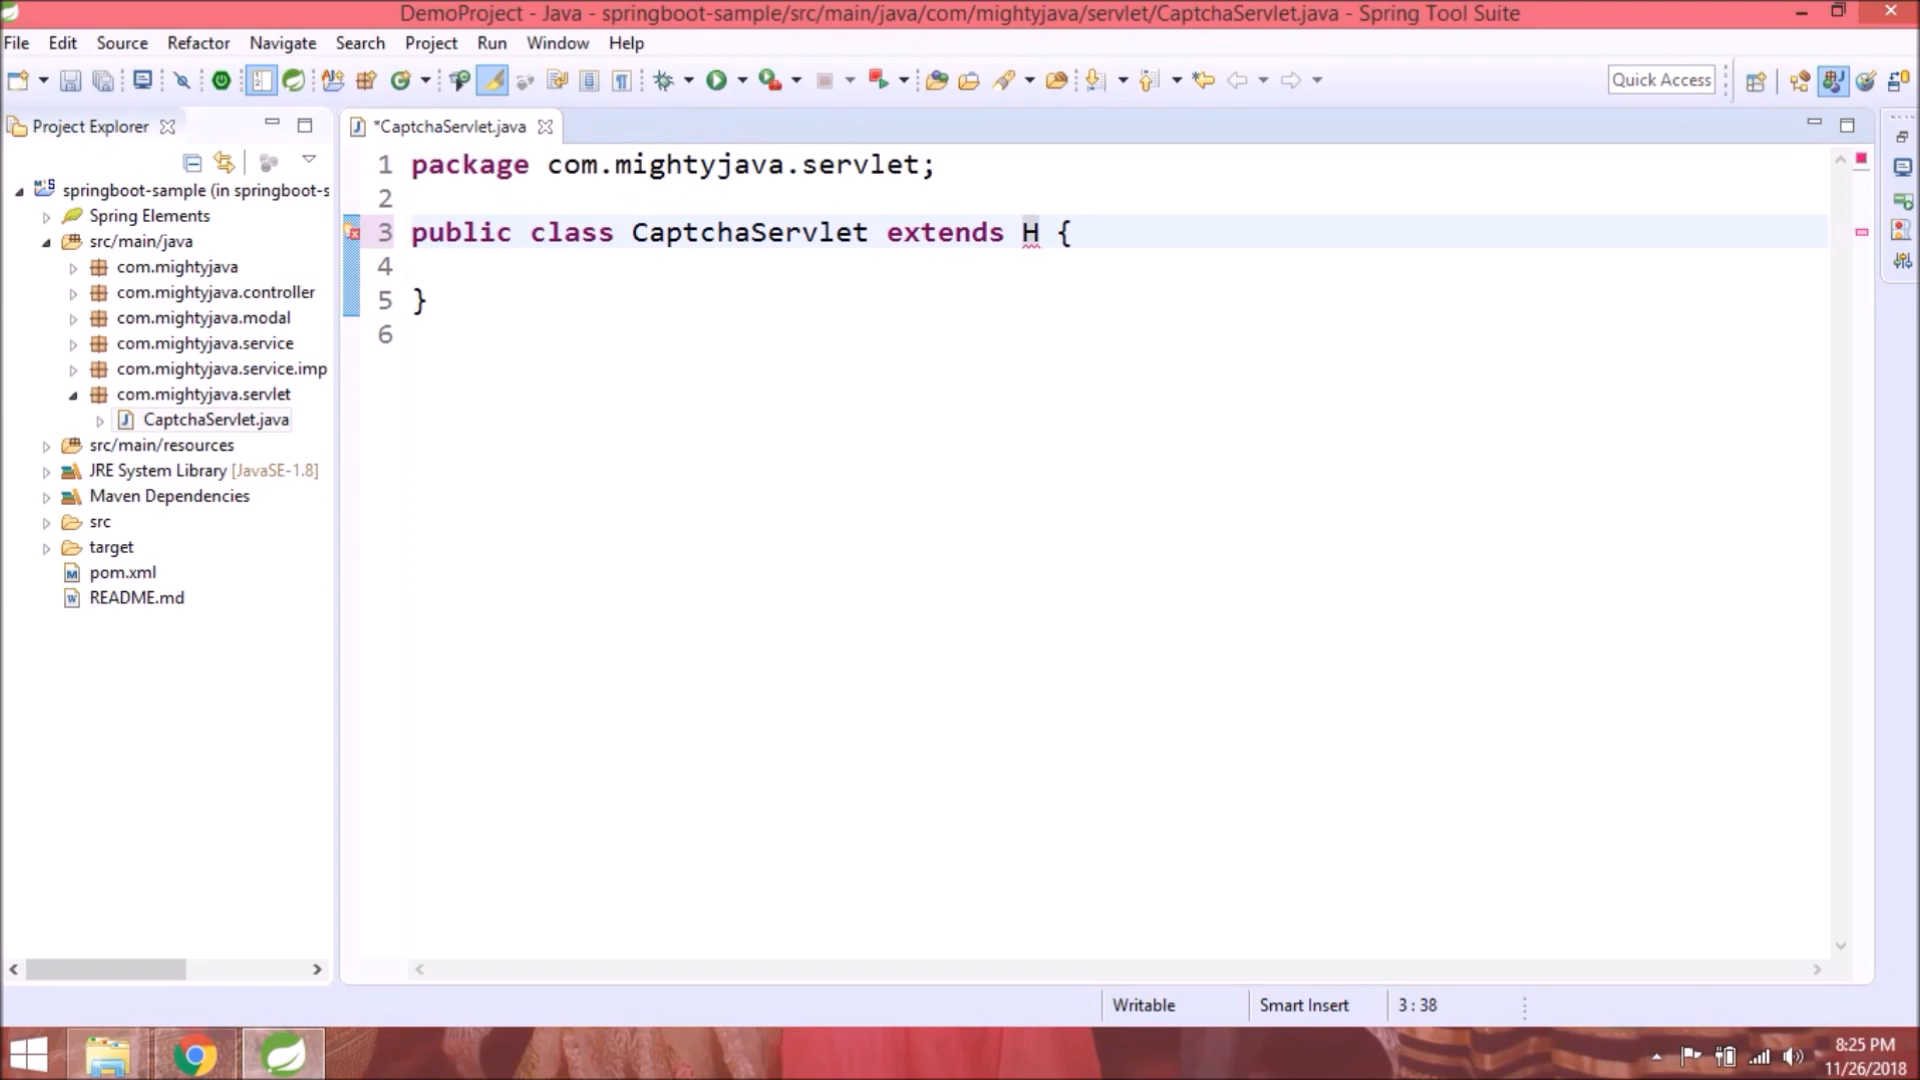 DemoProject - Java - springboot-sample/src/main/java/com/mightyjava/servlet/CaptchaServlet.java - Spring Tool Suite
File Edit Source Refactor Navigate Search Project Run Window Help
Quick Access
Project Explorer
springboot-sample (in springboot-s
Spring Elements
src/main/java
com.mightyjava
com.mightyjava.controller
com.mightyjava.modal
com.mightyjava.service
com.mightyjava.service.imp
com.mightyjava.servlet
CaptchaServlet.java
src/main/resources
JRE System Library [JavaSE-1.8]
Maven Dependencies
src
target
pom.xml
README.md
*CaptchaServlet.java
1 package com.mightyjava.servlet;
2
3 public class CaptchaServlet extends H {
4
5 }
6
Writable Smart Insert 3 : 38
8:25 PM
11/26/2018